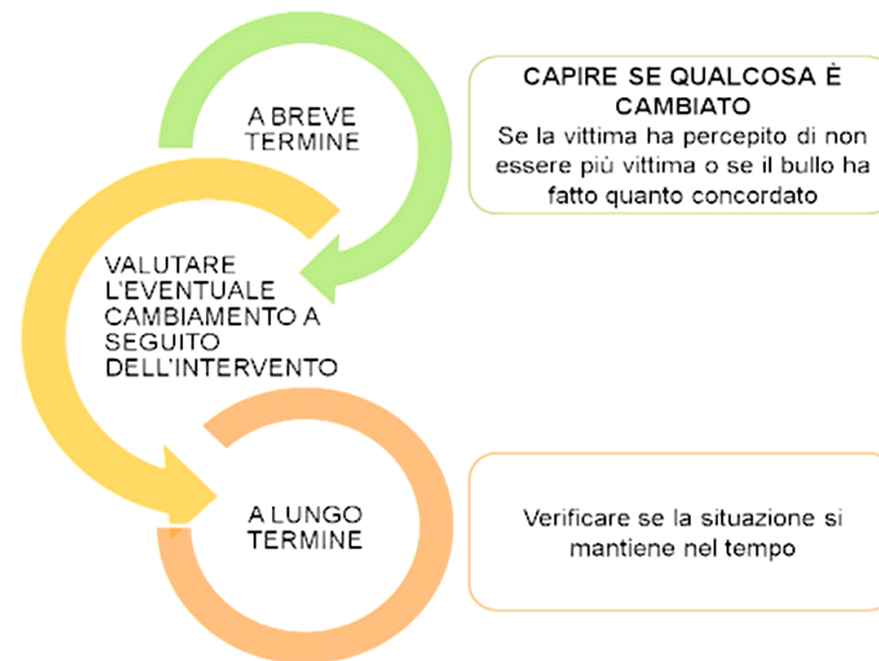 A BREVE
TERMINE
CAPIRE SE QUALCOSA È
CAMBIATO
Se la vittima ha percepito di non
essere più vittima o se il bullo ha
fatto quanto concordato
VALUTARE
L'EVENTUALE
CAMBIAMENTO A
SEGUITO
DELL'INTERVENTO
A LUNGO
TERMINE
Verificare se la situazione si
mantiene nel tempo